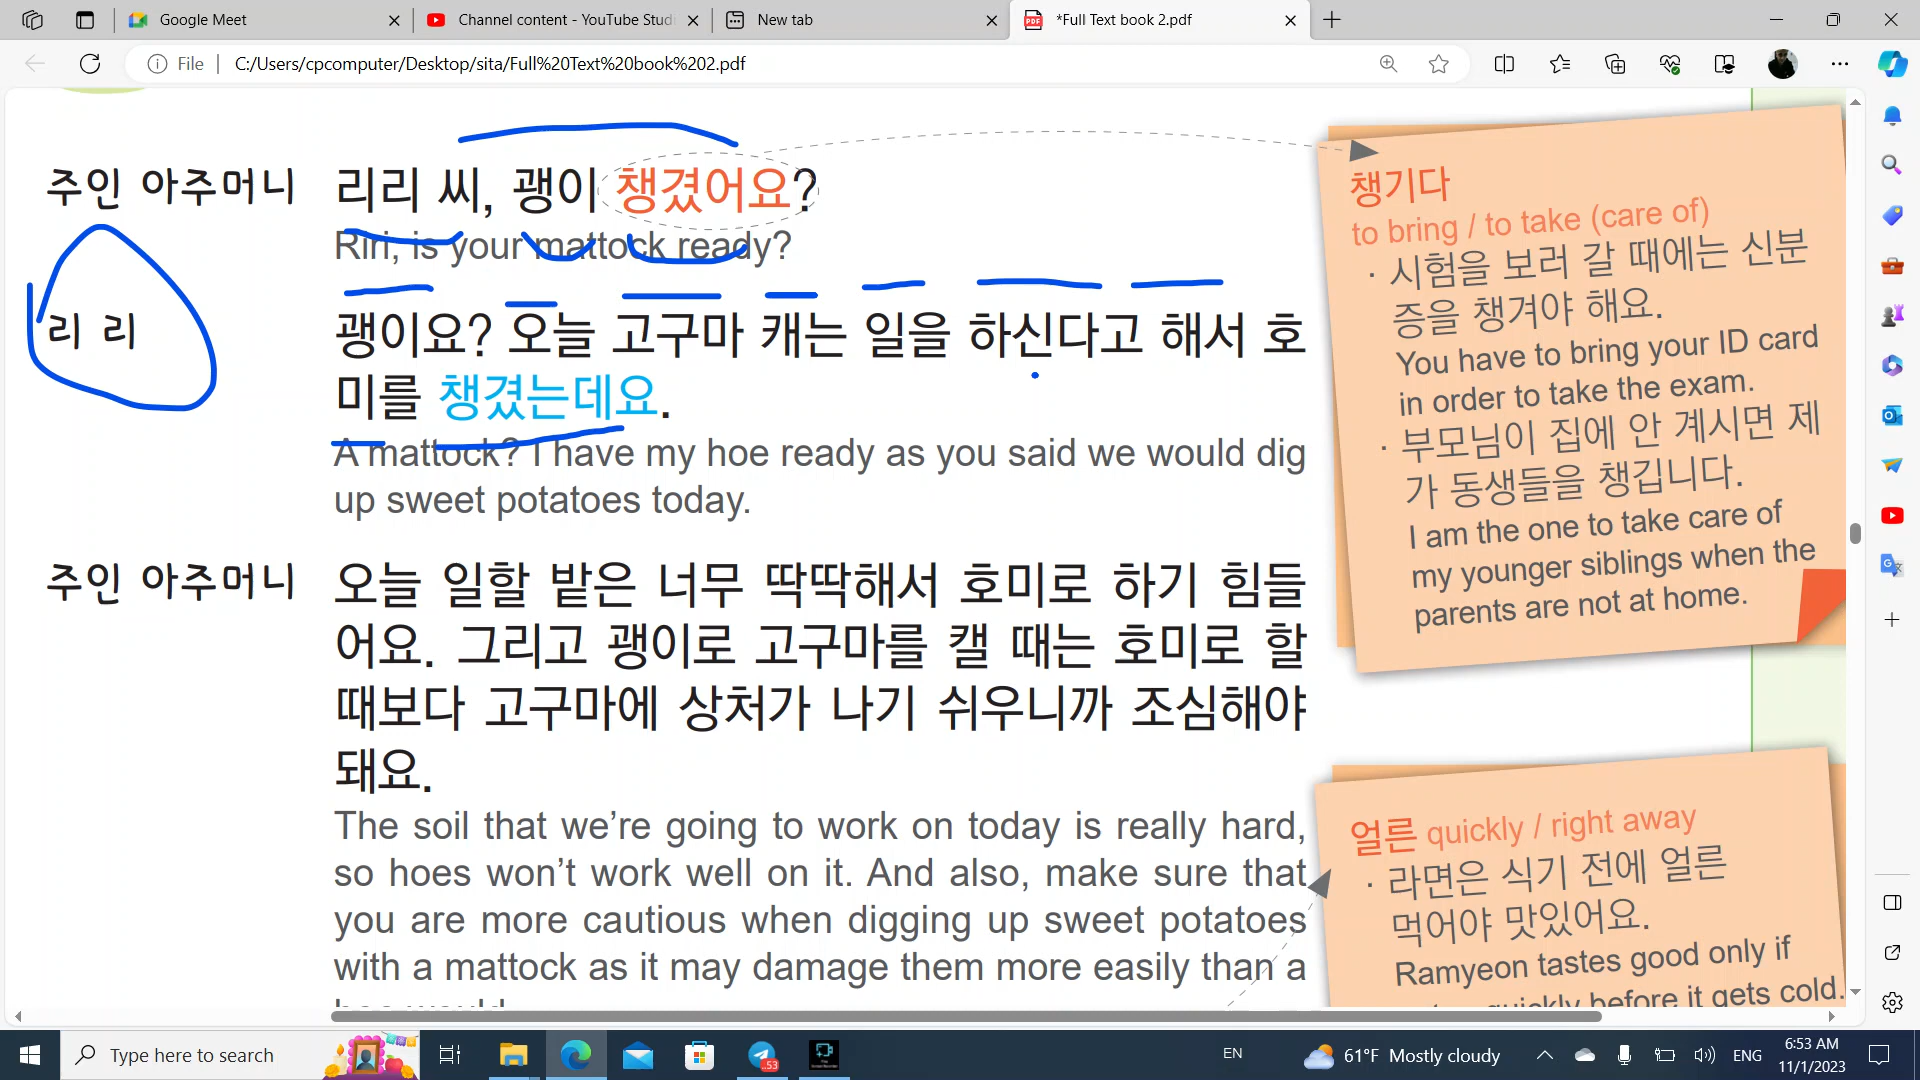 Google Meet
Channel content - YouTube Studi
New tab
*Full Text book 2.pdf
File
C:/Users/cpcomputer/Desktop/sita/Full%20Text%20book%202.pdf
주인 아주머니
리리 씨, 괭이 챙겼어요?
Riri, is your mattock ready?
리 리
괭이요? 오늘 고구마 캐는 일을 하신다고 해서 호
미를 챙겼는데요.
A mattock? I have my hoe ready as you said we would dig
up sweet potatoes today.
주인 아주머니
오늘 일할 밭은 너무 딱딱해서 호미로 하기 힘들
어요. 그리고 괭이로 고구마를 캘 때는 호미로 할
때보다 고구마에 상처가 나기 쉬우니까 조심해야
돼요.
The soil that we’re going to work on today is really hard,
so hoes won’t work well on it. And also, make sure that
you are more cautious when digging up sweet potatoes
with a mattock as it may damage them more easily than a
챙기다
to bring / to take (care of)
· 시험을 보러 갈 때에는 신분
증을 챙겨야 해요.
You have to bring your ID card
in order to take the exam.
· 부모님이 집에 안 계시면 제
가 동생들을 챙깁니다.
I am the one to take care of
my younger siblings when the
parents are not at home.
얼른 quickly / right away
· 라면은 식기 전에 얼른
먹어야 맛있어요.
Ramyeon tastes good only if
quickly before it gets cold.
Type here to search
53
EN
61°F Mostly cloudy
ENG
6:53 AM
11/1/2023